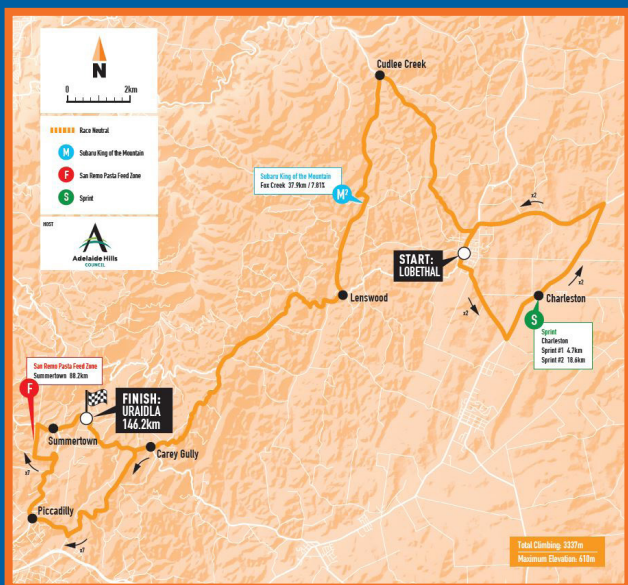 N
0 2km
Race Neutral
M Subaru King of the Mountain
F San Remo Pasta Feed Zone
S Sprint
HOST
Adelaide Hills
COUNCIL
Cudlee Creek
Subaru King of the Mountain
Fox Creek 37.9km / 7.81%
x2
START:
LOBETHAL
Lenswood
x2
Charleston
x2
S
Sprint
Charleston
Sprint #1 4.7km
Sprint #2 18.6km
San Remo Pasta Feed Zone
Summertown 88.2km
F
FINISH:
URAIDLA
146.2km
Summertown
Carey Gully
x7
Piccadilly
x7
Total Climbing: 3337m
Maximum Elevation: 610m